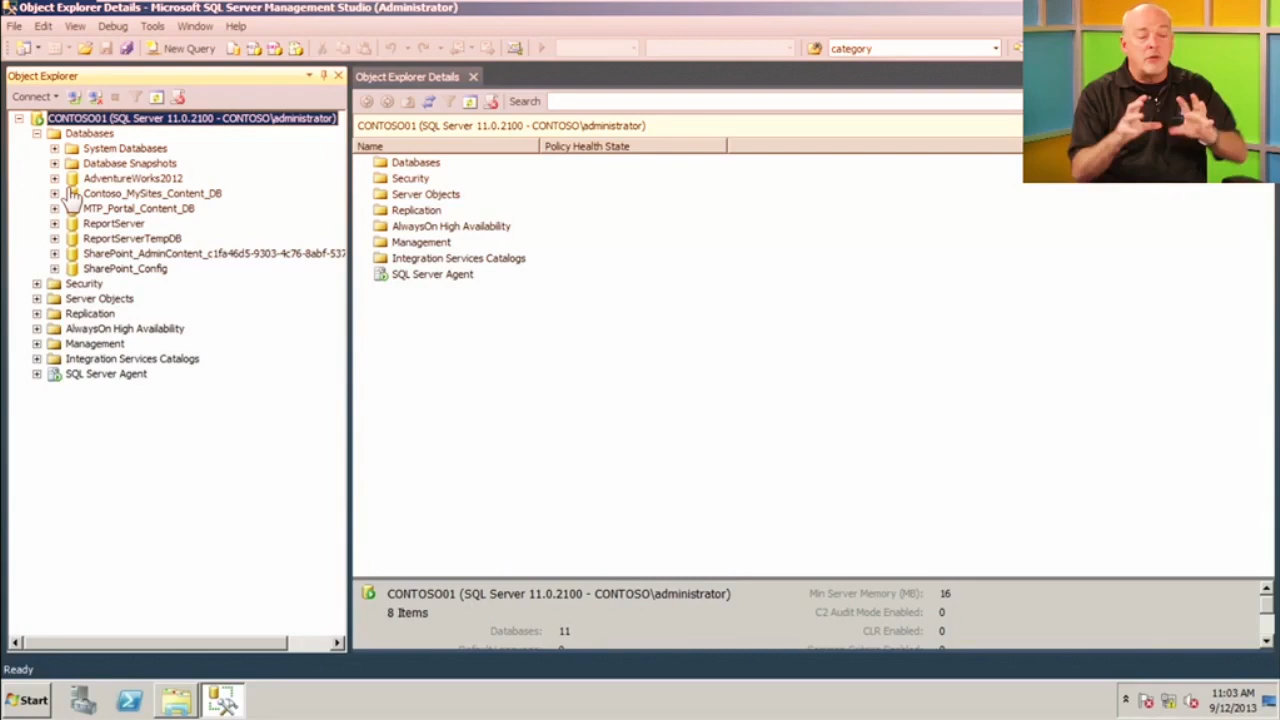 Object Explorer Details - Microsoft SQL Server Management Studio (Administrator)
File Edit View Debug Tools Window Help
New Query
category
Object Explorer
Connect
CONTOSO01 (SQL Server 11.0.2100 - CONTOSO\administrator)
Databases
System Databases
Database Snapshots
AdventureWorks2012
Contoso_MySites_Content_DB
MTP_Portal_Content_DB
ReportServer
ReportServerTempDB
SharePoint_AdminContent_c1fa46d5-9303-4c76-8abf-537
SharePoint_Config
Security
Server Objects
Replication
AlwaysOn High Availability
Management
Integration Services Catalogs
SQL Server Agent
Object Explorer Details
Search
CONTOSO01 (SQL Server 11.0.2100 - CONTOSO\administrator)
Name Policy Health State
Databases
Security
Server Objects
Replication
AlwaysOn High Availability
Management
Integration Services Catalogs
SQL Server Agent
CONTOSO01 (SQL Server 11.0.2100 - CONTOSO\administrator)
8 Items
Databases: 11
Min Server Memory (MB): 16
C2 Audit Mode Enabled: 0
CLR Enabled: 0
Ready
Start
11:03 AM
9/12/2013